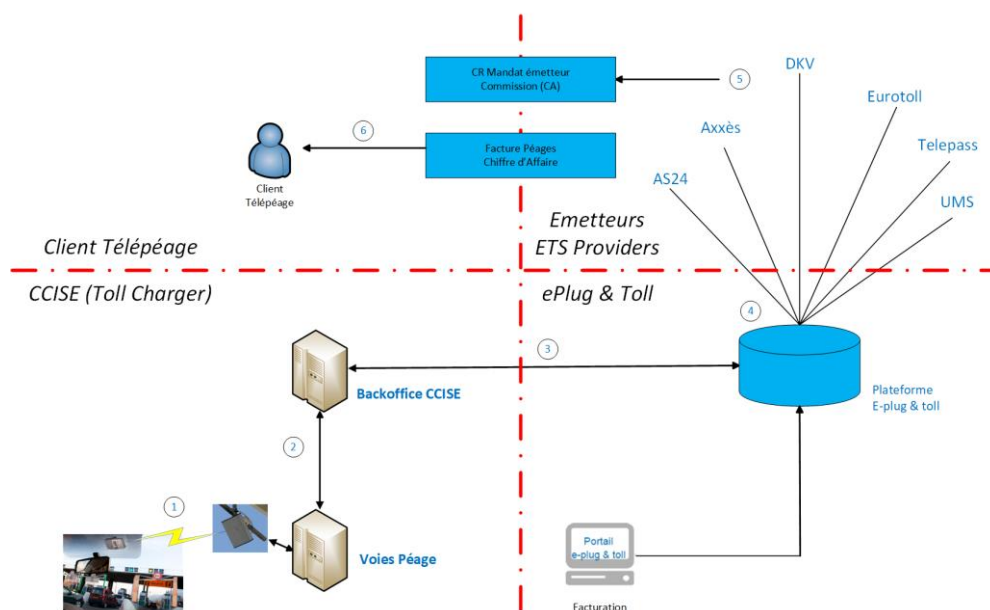 CR Mandat émetteur
Commission (CA)
5
DKV
Eurotoll
Axxès
Telepass
AS24
UMS
6
Facture Péages
Chiffre d'Affaire
Client
Télépéage
Client Télépéage
Emetteurs
ETS Providers
CCISE (Toll Charger)
ePlug & Toll
4
3
Backoffice CCISE
Plateforme
E-plug & toll
2
1
Voies Péage
Portail
e-plug & toll
Facturation